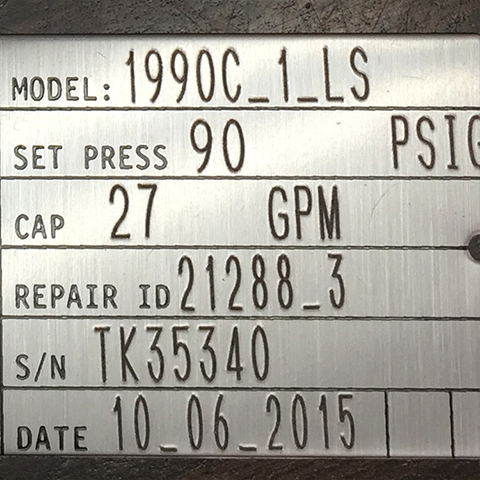 MODEL: 1990C_1_LS
SET PRESS 90 PSIG
CAP 27 GPM
REPAIR ID 21288_3
S/N TK35340
DATE 10_06_2015